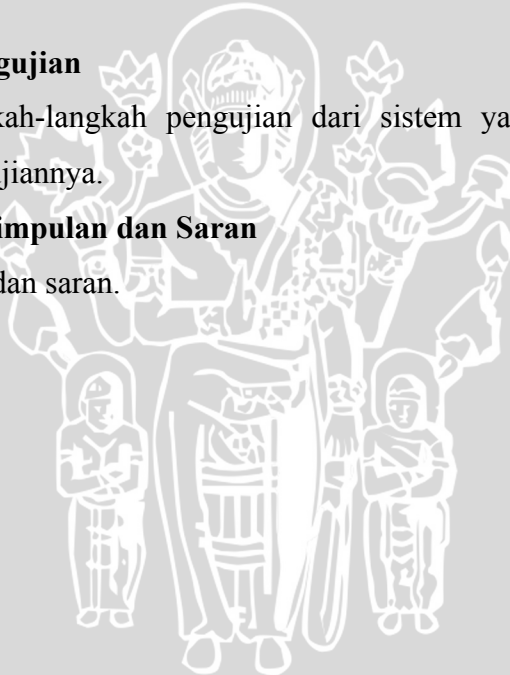 gujian
kah-langkah pengujian dari sistem ya
jiannya.
impulan dan Saran
dan saran.